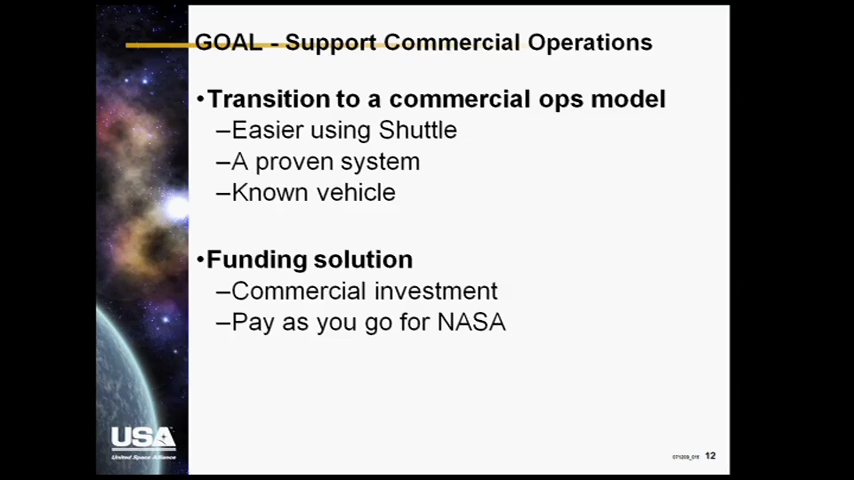 GOAL - Support Commercial Operations
•Transition to a commercial ops model
–Easier using Shuttle
–A proven system
–Known vehicle
•Funding solution
–Commercial investment
–Pay as you go for NASA
USA
United Space Alliance
12